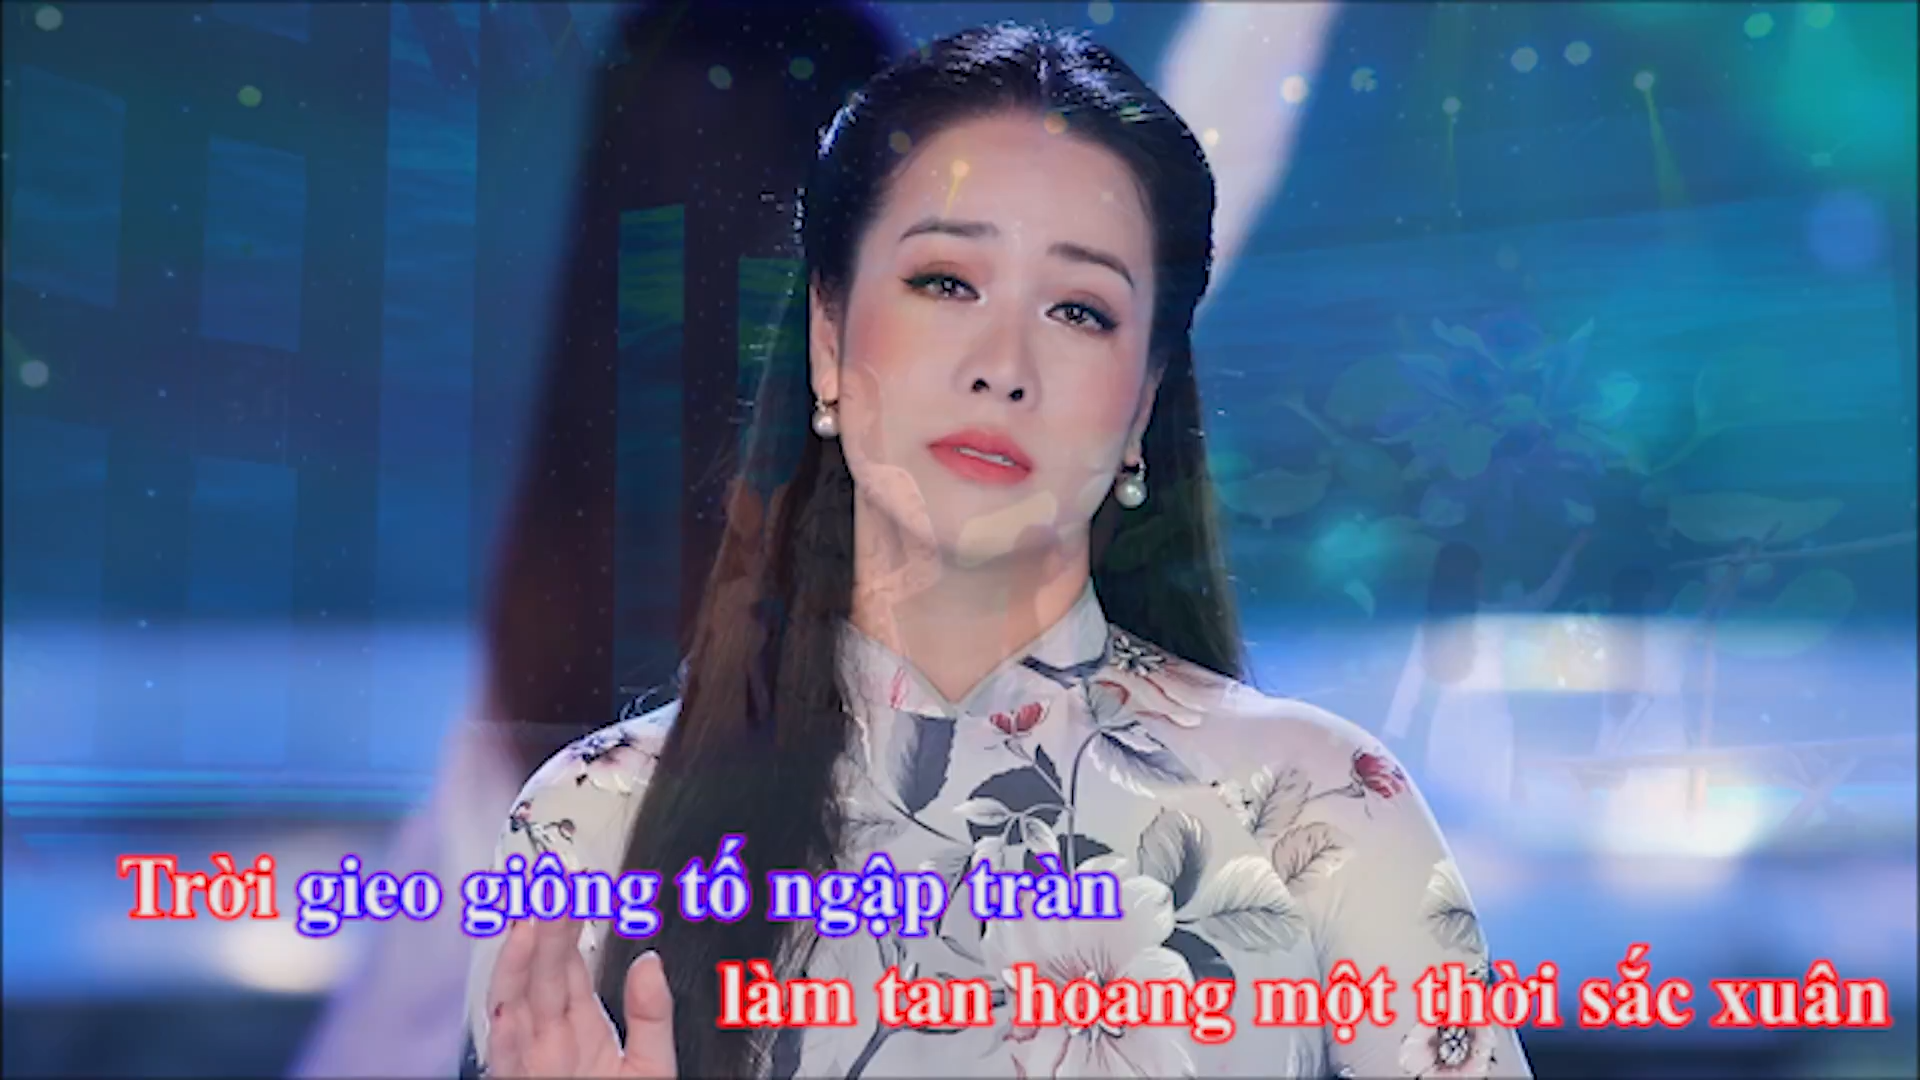 Trời gieo giông tố ngập tràn
làm tan hoang một thời sắc xuân